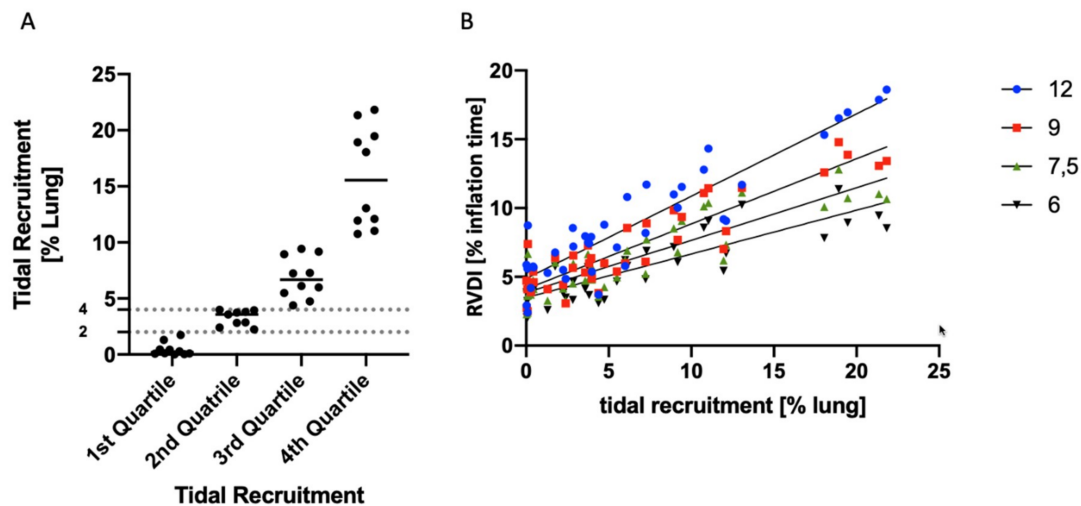 A
Tidal Recruitment
[% Lung]
25
20
15
10
5
4
2
0
1st Quartile
2nd Quatrile
3rd Quartile
4th Quartile
Tidal Recruitment
B
RVDI [% inflation time]
20
15
10
5
0
0
5
10
15
20
25
tidal recruitment [% lung]
12
9
7,5
6